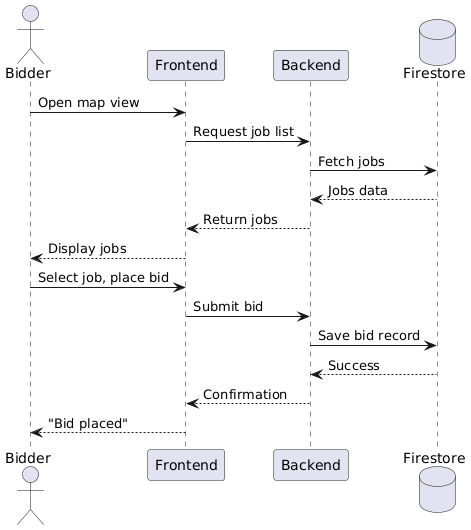 Bidder
Frontend
Backend
Firestore
Open map view
Request job list
Fetch jobs
Jobs data
Return jobs
Display jobs
Select job, place bid
Submit bid
Save bid record
Success
Confirmation
"Bid placed"
Bidder
Frontend
Backend
Firestore